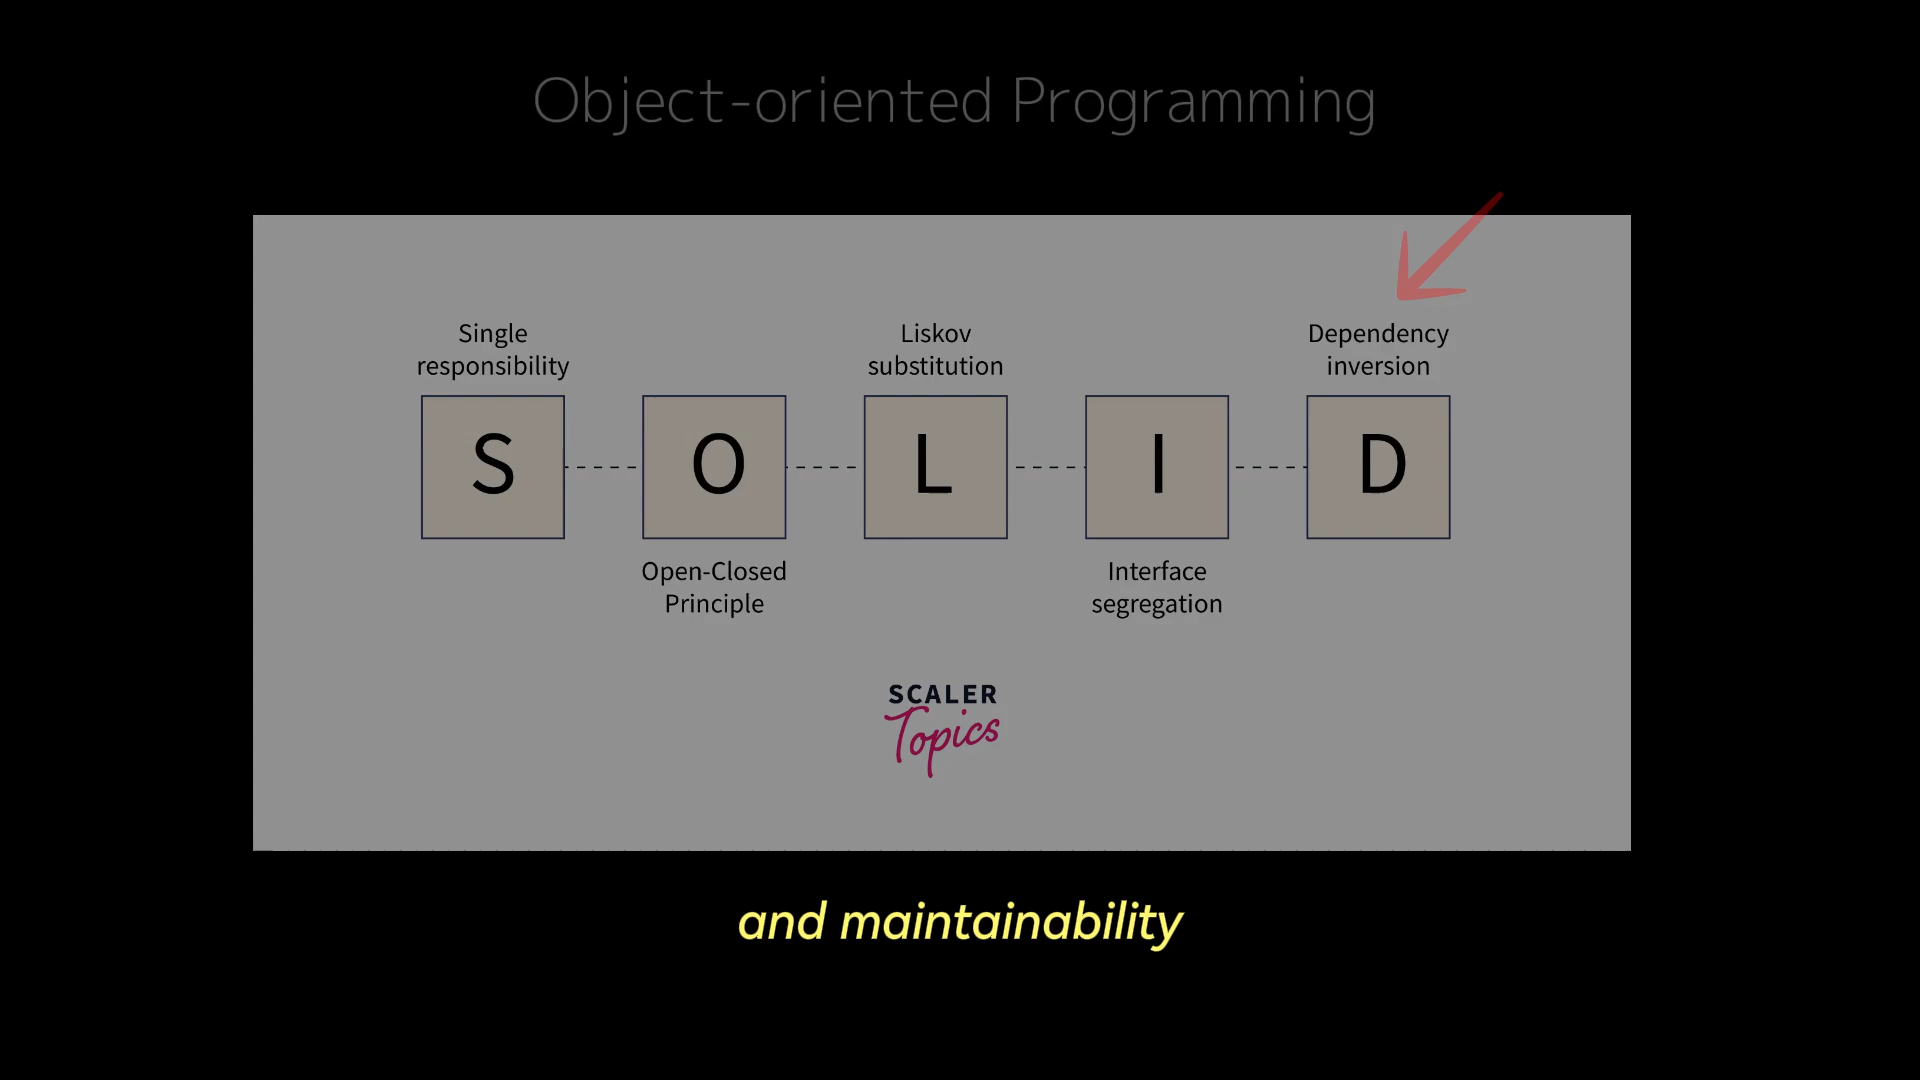 Object-oriented Programming
Single
responsibility
Liskov
substitution
Dependency
inversion
S
O
L
I
D
Open-Closed
Principle
Interface
segregation
SCALER
Topics
and maintainability